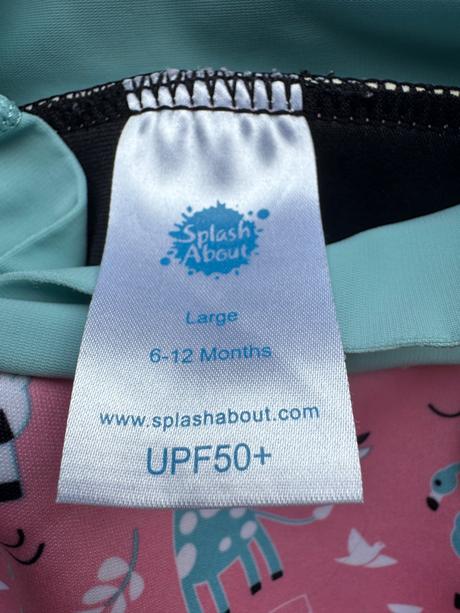 Splash
About
Large
6-12 Months
www.splashabout.com
UPF50+